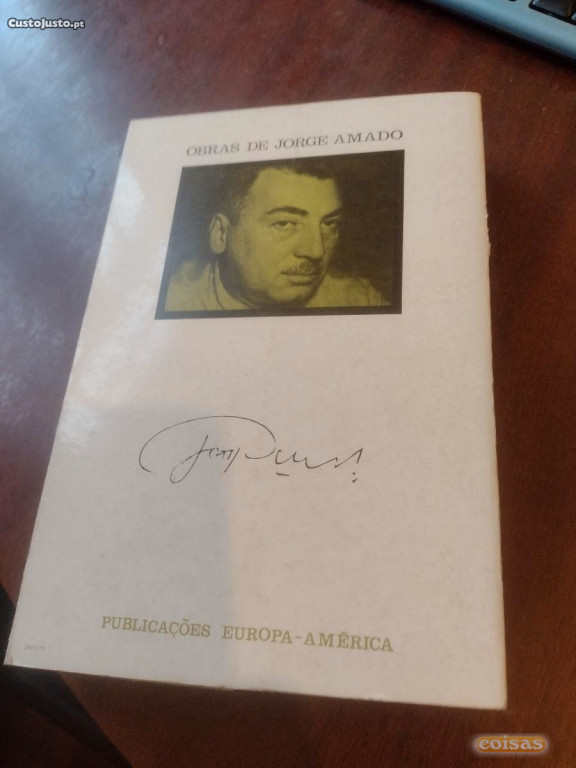 CustoJusto.pt
OBRAS DE JORGE AMADO
PUBLICAÇÕES EUROPA-AMÉRICA
coisas